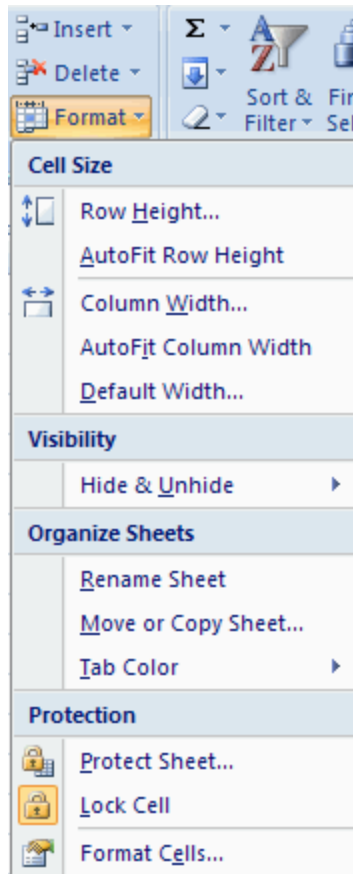 Insert
Delete
Format
Σ
A
Z
Sort &
Filter
Cell Size
Row Height...
AutoFit Row Height
Column Width...
AutoFit Column Width
Default Width...
Visibility
Hide & Unhide
Organize Sheets
Rename Sheet
Move or Copy Sheet...
Tab Color
Protection
Protect Sheet...
Lock Cell
Format Cells...